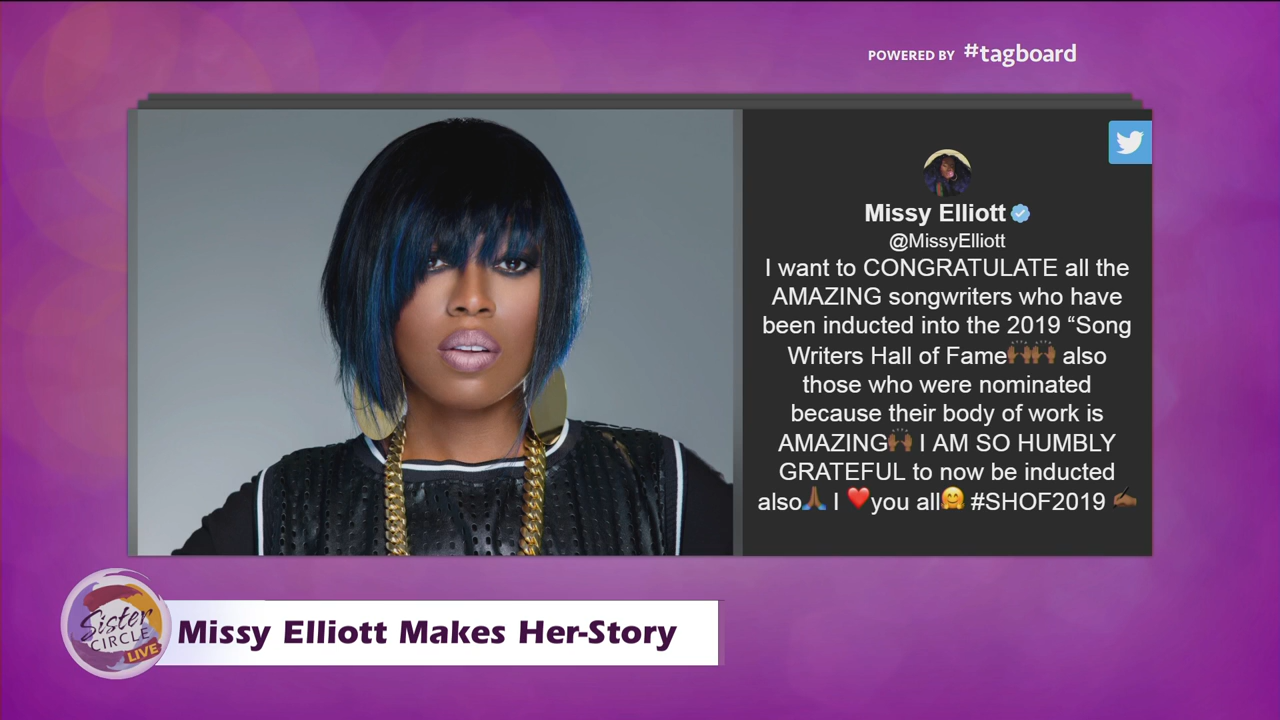 POWERED BY #tagboard
Missy Elliott
@MissyElliott
I want to CONGRATULATE all the
AMAZING songwriters who have
been inducted into the 2019 “Song
Writers Hall of Fame🙌🏾🙌🏾 also
those who were nominated
because their body of work is
AMAZING🙌🏾 I AM SO HUMBLY
GRATEFUL to now be inducted
also🙏🏾 I ❤️you all🤗 #SHOF2019 ✍🏾
Sister
CIRCLE
LIVE
Missy Elliott Makes Her-Story